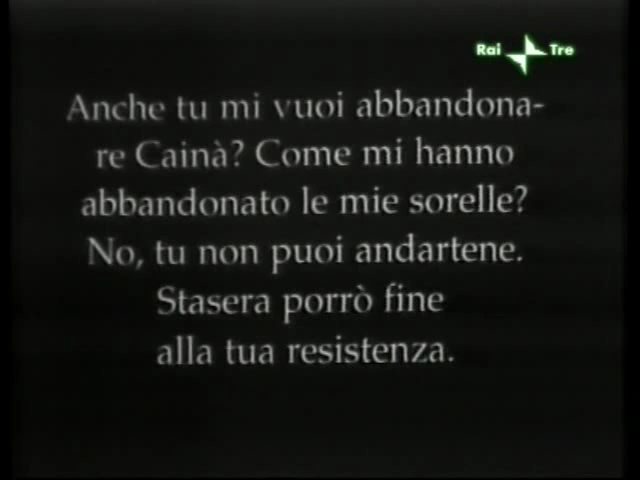 Rai Tre
Anche tu mi vuoi abbandona-
re Cainà? Come mi hanno
abbandonato le mie sorelle?
No, tu non puoi andartene.
Stasera porrò fine
alla tua resistenza.